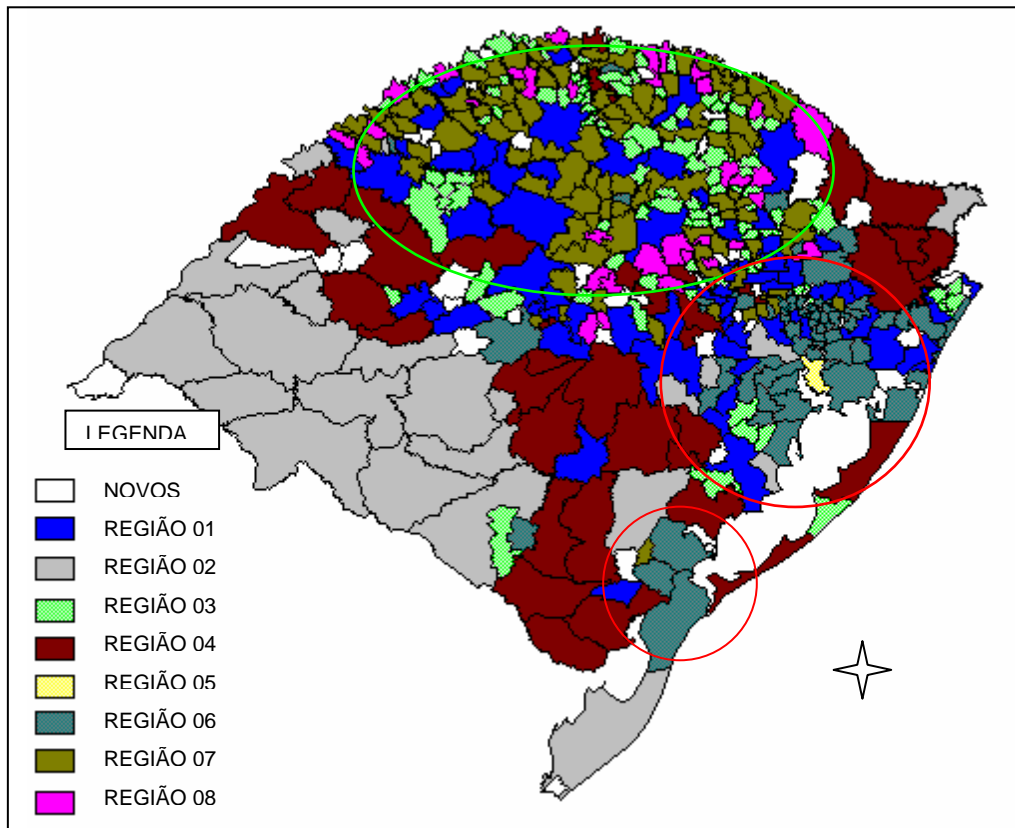 LEGENDA
NOVOS
REGIÃO 01
REGIÃO 02
REGIÃO 03
REGIÃO 04
REGIÃO 05
REGIÃO 06
REGIÃO 07
REGIÃO 08